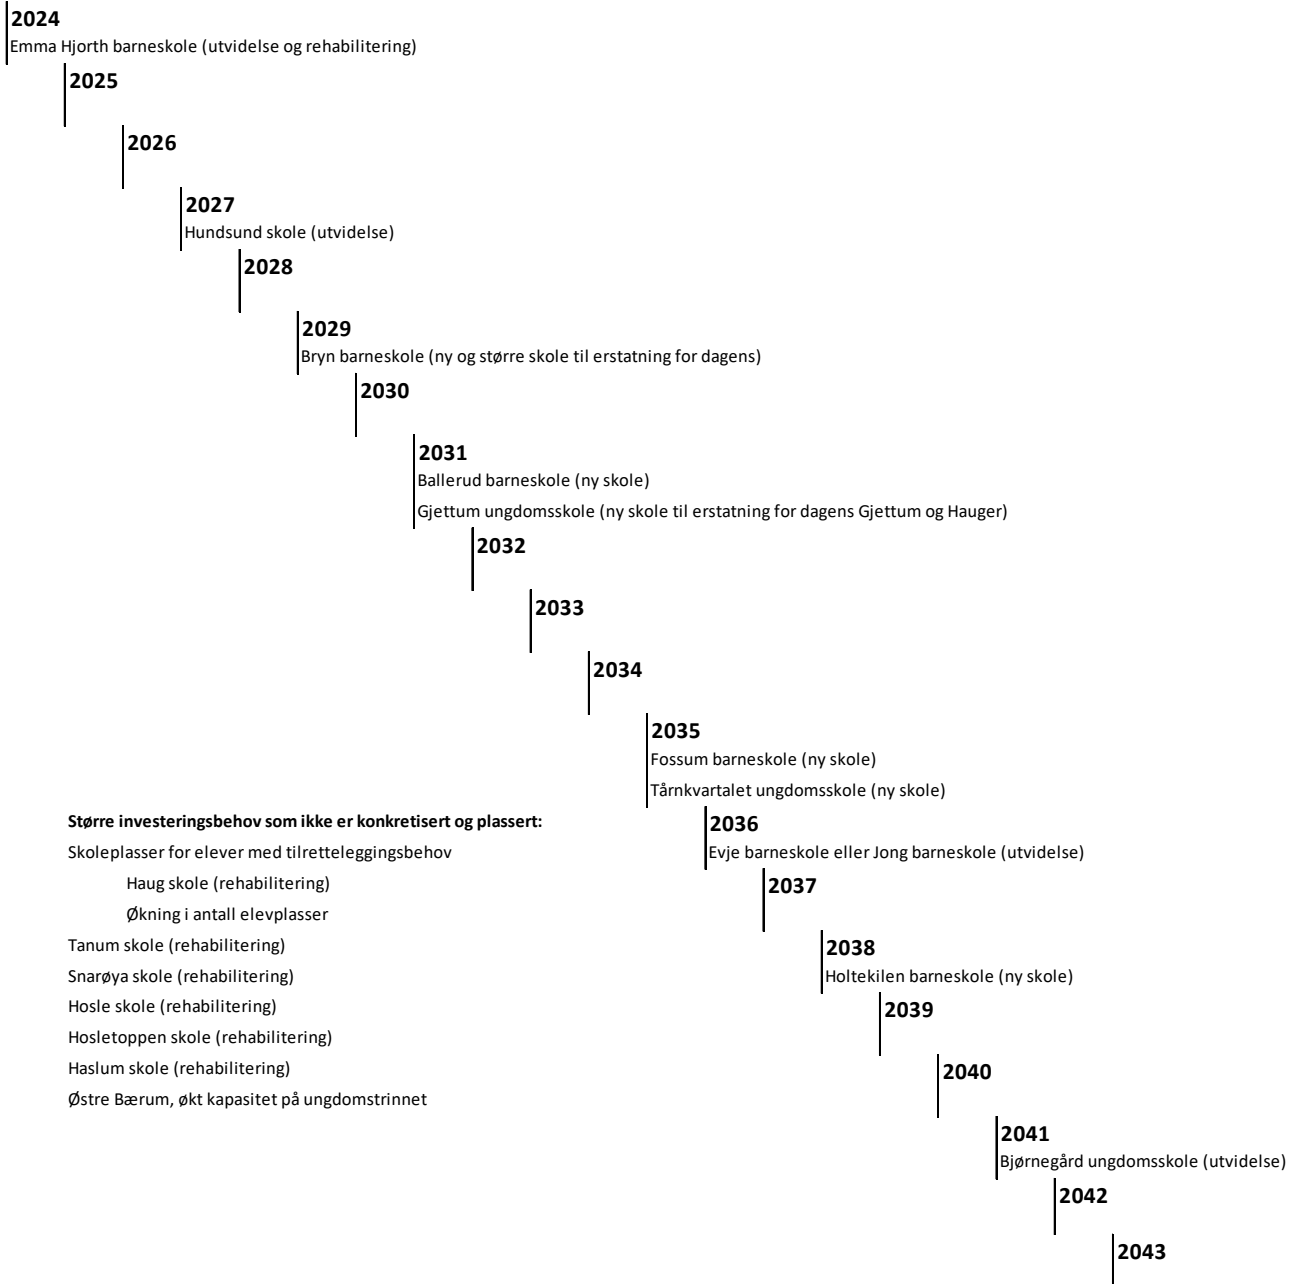 2024
Emma Hjorth barneskole (utvidelse og rehabilitering)
2025
2026
2027
Hundsund skole (utvidelse)
2028
2029
Bryn barneskole (ny og større skole til erstatning for dagens)
2030
2031
Ballerud barneskole (ny skole)
Gjettum ungdomsskole (ny skole til erstatning for dagens Gjettum og Hauger)
2032
2033
2034
2035
Fossum barneskole (ny skole)
Tårnkvartalet ungdomsskole (ny skole)
2036
Evje barneskole eller Jong barneskole (utvidelse)
2037
2038
Holtekilen barneskole (ny skole)
2039
2040
2041
Bjørnegård ungdomsskole (utvidelse)
2042
2043
Større investeringsbehov som ikke er konkretisert og plassert:
Skoleplasser for elever med tilretteleggingsbehov
Haug skole (rehabilitering)
Økning i antall elevplasser
Tanum skole (rehabilitering)
Snarøya skole (rehabilitering)
Hosle skole (rehabilitering)
Hosletoppen skole (rehabilitering)
Haslum skole (rehabilitering)
Østre Bærum, økt kapasitet på ungdomstrinnet